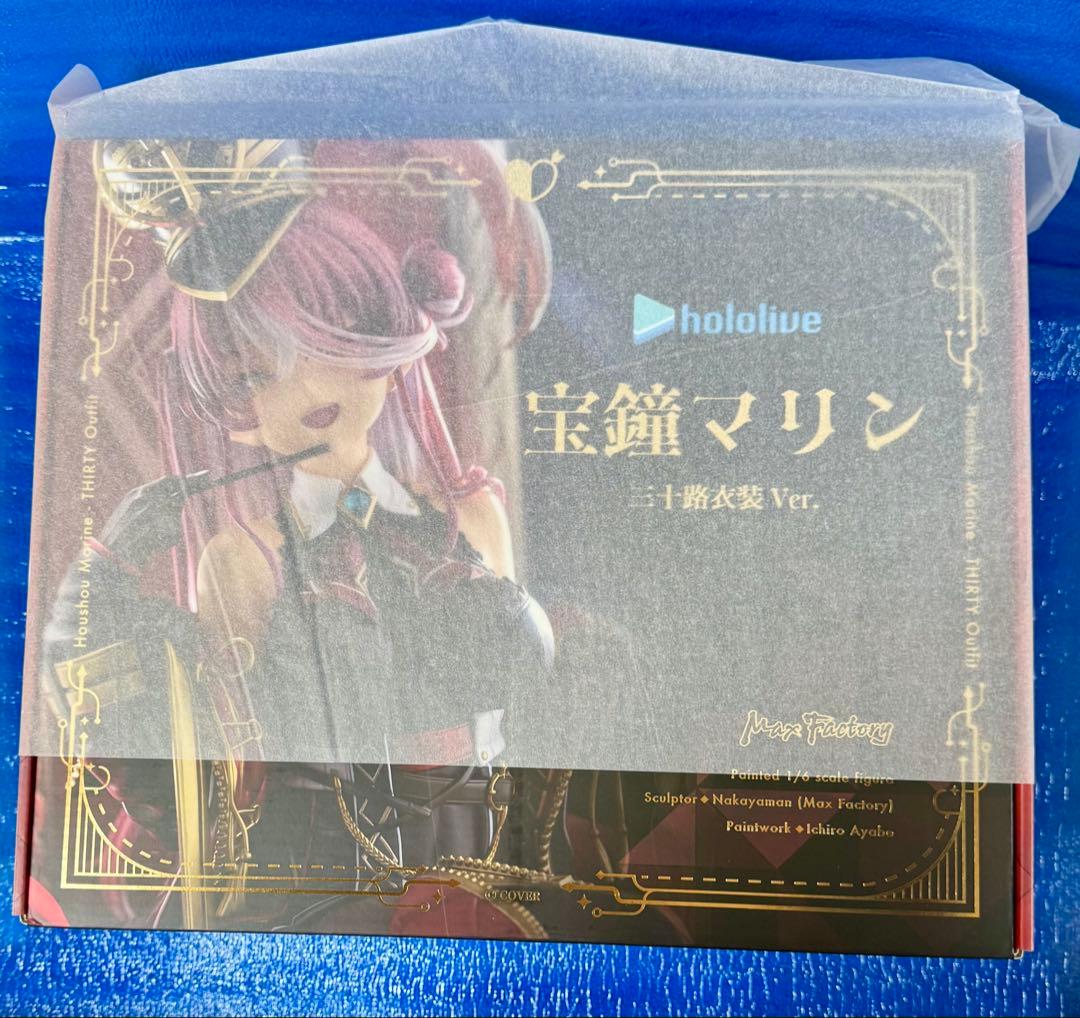 hololive
宝鐘マリン
三十路衣装 Ver.
Houshou Marine · THIRTY Outfit
Houshou Marine · THIRTY Outfit
Max Factory
Painted 1/6 scale figure
Sculptor◆Nakayaman (Max Factory)
Paintwork◆Ichiro Ayabe
© COVER